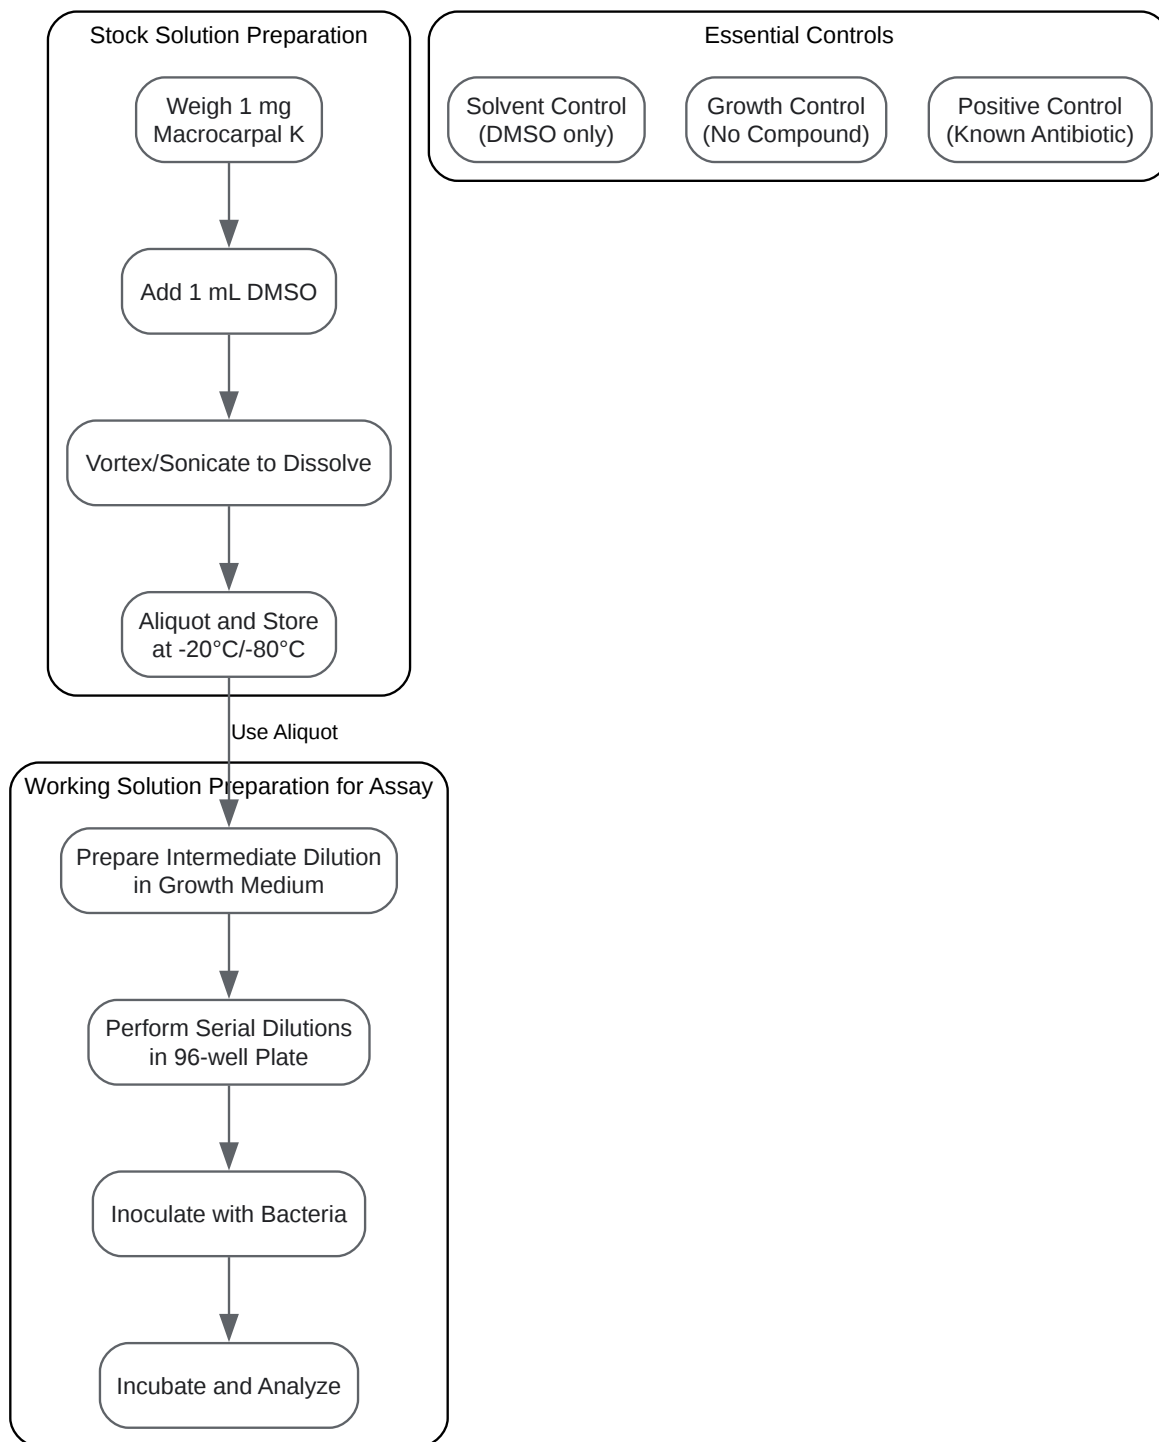 Stock Solution Preparation
Weigh 1 mg
Macrocarpal K
Add 1 mL DMSO
Vortex/Sonicate to Dissolve
Aliquot and Store
at -20°C/-80°C
Use Aliquot
Working Solution Preparation for Assay
Prepare Intermediate Dilution
in Growth Medium
Perform Serial Dilutions
in 96-well Plate
Inoculate with Bacteria
Incubate and Analyze
Essential Controls
Solvent Control
(DMSO only)
Growth Control
(No Compound)
Positive Control
(Known Antibiotic)